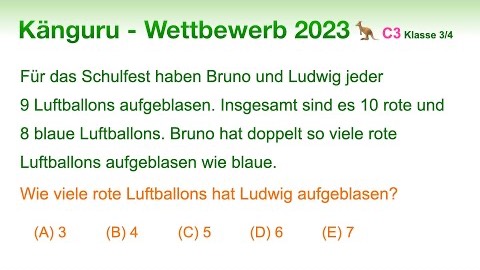 Känguru - Wettbewerb 2023 C3 Klasse 3/4
Für das Schulfest haben Bruno und Ludwig jeder
9 Luftballons aufgeblasen. Insgesamt sind es 10 rote und
8 blaue Luftballons. Bruno hat doppelt so viele rote
Luftballons aufgeblasen wie blaue.
Wie viele rote Luftballons hat Ludwig aufgeblasen?
(A) 3 (B) 4 (C) 5 (D) 6 (E) 7